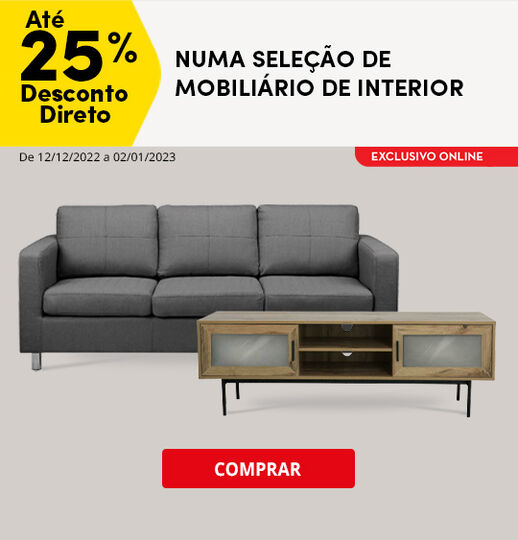 Até
25%
Desconto
Direto
NUMA SELEÇÃO DE
MOBILIÁRIO DE INTERIOR
De 12/12/2022 a 02/01/2023
EXCLUSIVO ONLINE
COMPRAR